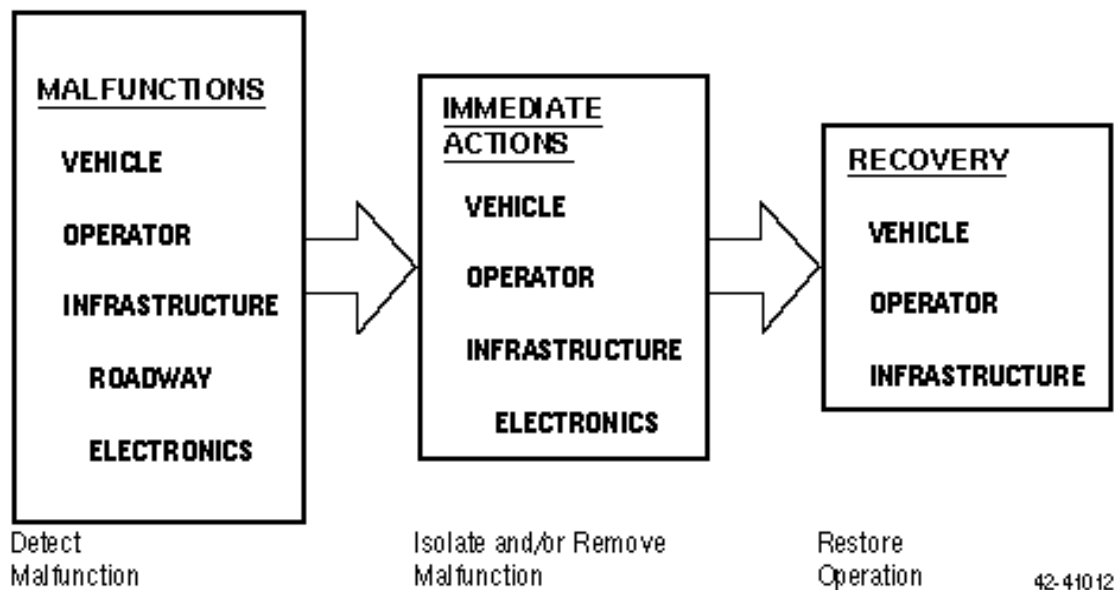 MALFUNCTIONS
VEHICLE
OPERATOR
INFRASTRUCTURE
ROADWAY
ELECTRONICS
Detect
Malfunction
IMMEDIATE
ACTIONS
VEHICLE
OPERATOR
INFRASTRUCTURE
ELECTRONICS
Isolate and/or Remove
Malfunction
RECOVERY
VEHICLE
OPERATOR
INFRASTRUCTURE
Restore
Operation
42-41012